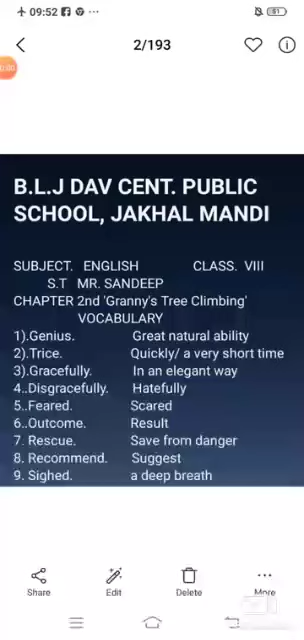 09:52
81
2/193
B.L.J DAV CENT. PUBLIC
SCHOOL, JAKHAL MANDI
SUBJECT. ENGLISH CLASS. VIII
S.T MR. SANDEEP
CHAPTER 2nd 'Granny's Tree Climbing'
VOCABULARY
1).Genius. Great natural ability
2).Trice. Quickly/ a very short time
3).Gracefully. In an elegant way
4..Disgracefully. Hatefully
5..Feared. Scared
6..Outcome. Result
7. Rescue. Save from danger
8. Recommend. Suggest
9. Sighed. a deep breath
Share Edit Delete More